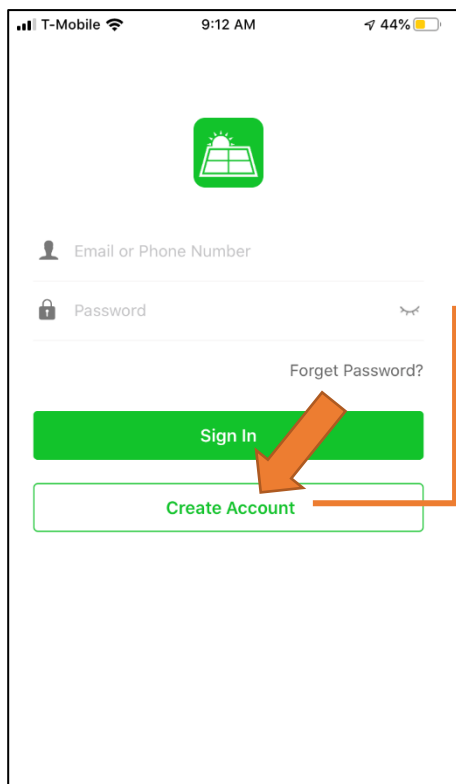 T-Mobile 9:12 AM 44%
Email or Phone Number
Password
Forget Password?
Sign In
Create Account